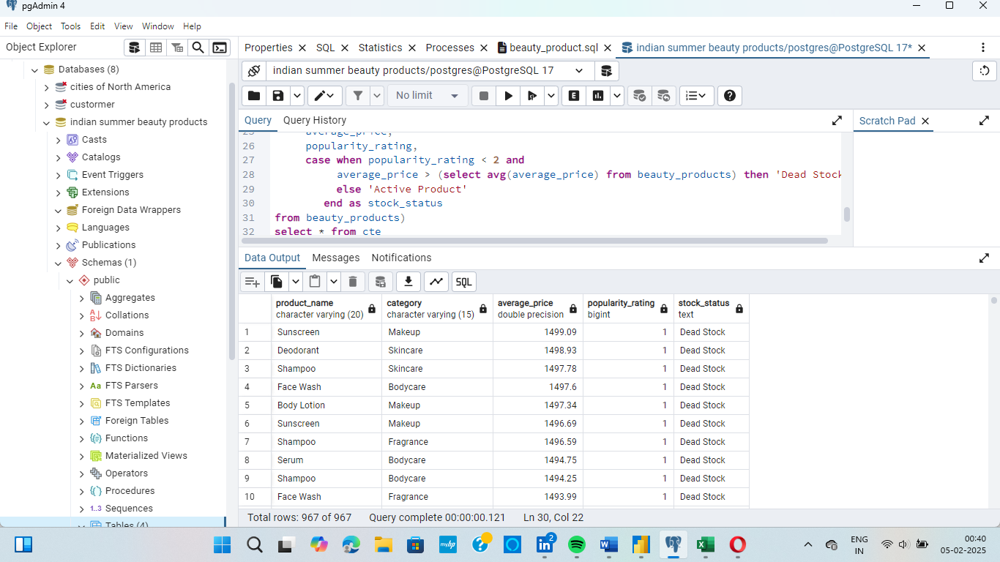 pgAdmin 4
File Object Tools Edit View Window Help
Object Explorer
Properties SQL Statistics Processes beauty_product.sql indian summer beauty products/postgres@PostgreSQL 17*
Databases (8)
cities of North America
custormer
indian summer beauty products
Casts
Catalogs
Event Triggers
Extensions
Foreign Data Wrappers
Languages
Publications
Schemas (1)
public
Aggregates
Collations
Domains
FTS Configurations
FTS Dictionaries
Aa FTS Parsers
FTS Templates
Foreign Tables
Functions
Materialized Views
Operators
Procedures
1..3 Sequences
Tables (4)
indian summer beauty products/postgres@PostgreSQL 17
No limit
E
Query Query History
Scratch Pad
25 average_price,
26 popularity_rating,
27 case when popularity_rating < 2 and
28 average_price > (select avg(average_price) from beauty_products) then 'Dead Stock
29 else 'Active Product'
30 end as stock_status
31 from beauty_products)
32 select * from cte
Data Output Messages Notifications
SQL
product_name category average_price popularity_rating stock_status
character varying (20) character varying (15) double precision bigint text
1 Sunscreen Makeup 1499.09 1 Dead Stock
2 Deodorant Skincare 1498.93 1 Dead Stock
3 Shampoo Skincare 1497.78 1 Dead Stock
4 Face Wash Bodycare 1497.6 1 Dead Stock
5 Body Lotion Makeup 1497.34 1 Dead Stock
6 Sunscreen Makeup 1496.69 1 Dead Stock
7 Shampoo Fragrance 1496.59 1 Dead Stock
8 Serum Bodycare 1494.75 1 Dead Stock
9 Shampoo Bodycare 1494.25 1 Dead Stock
10 Face Wash Fragrance 1493.99 1 Dead Stock
Total rows: 967 of 967 Query complete 00:00:00.121 Ln 30, Col 22
myhp
2
ENG
IN
00:40
05-02-2025